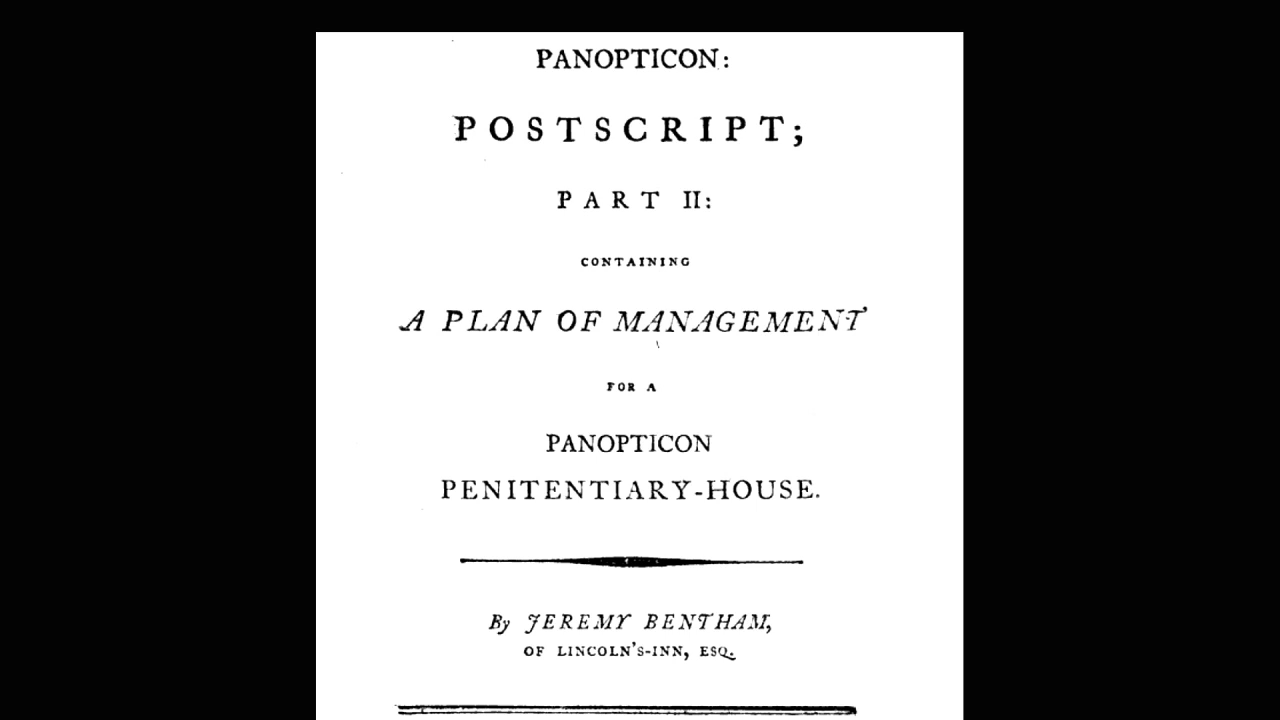 PANOPTICON:
POSTSCRIPT;
PART II:
CONTAINING
A PLAN OF MANAGEMENT
FOR A
PANOPTICON
PENITENTIARY-HOUSE.
By JEREMY BENTHAM,
OF LINCOLN'S-INN, ESQ.